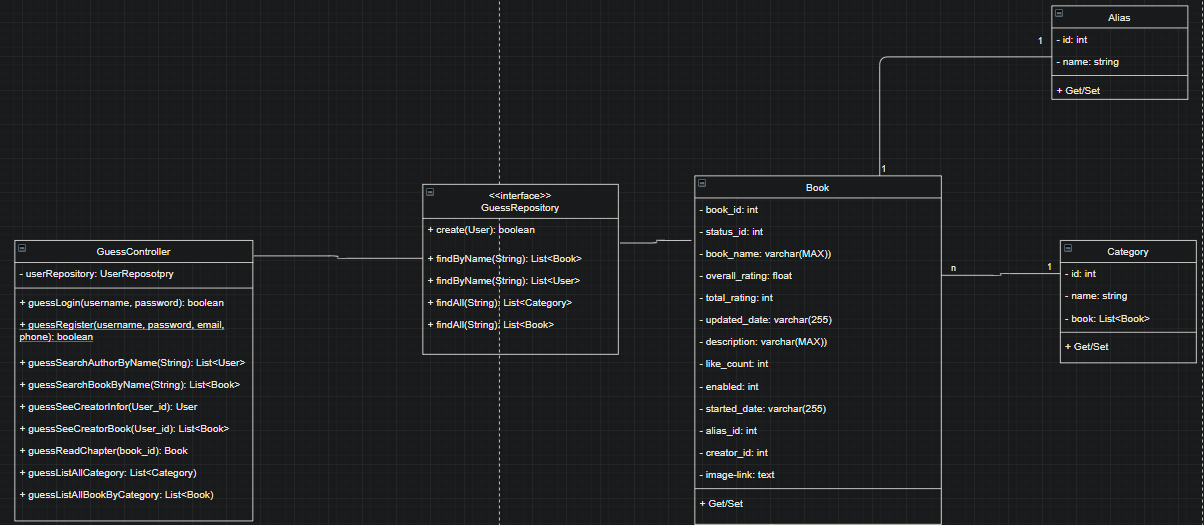 GuessController
- userRepository: UserReposotpry
+ guessLogin(username, password): boolean
+ guessRegister(username, password, email,
phone): boolean
+ guessSearchAuthorByName(String): List<User>
+ guessSearchBookByName(String): List<Book>
+ guessSeeCreatorInfor(User_id): User
+ guessSeeCreatorBook(User_id): List<Book>
+ guessReadChapter(book_id): Book
+ guessListAllCategory: List<Category)
+ guessListAllBookByCategory: List<Book)
<<interface>>
GuessRepository
+ create(User): boolean
+ findByName(String): List<Book>
+ findByName(String): List<User>
+ findAll(String): List<Category>
+ findAll(String): List<Book>
Book
- book_id: int
- status_id: int
- book_name: varchar(MAX))
- overall_rating: float
- total_rating: int
- updated_date: varchar(255)
- description: varchar(MAX))
- like_count: int
- enabled: int
- started_date: varchar(255)
- alias_id: int
- creator_id: int
- image-link: text
+ Get/Set
1
1
Alias
- id: int
- name: string
+ Get/Set
n
1
Category
- id: int
- name: string
- book: List<Book>
+ Get/Set